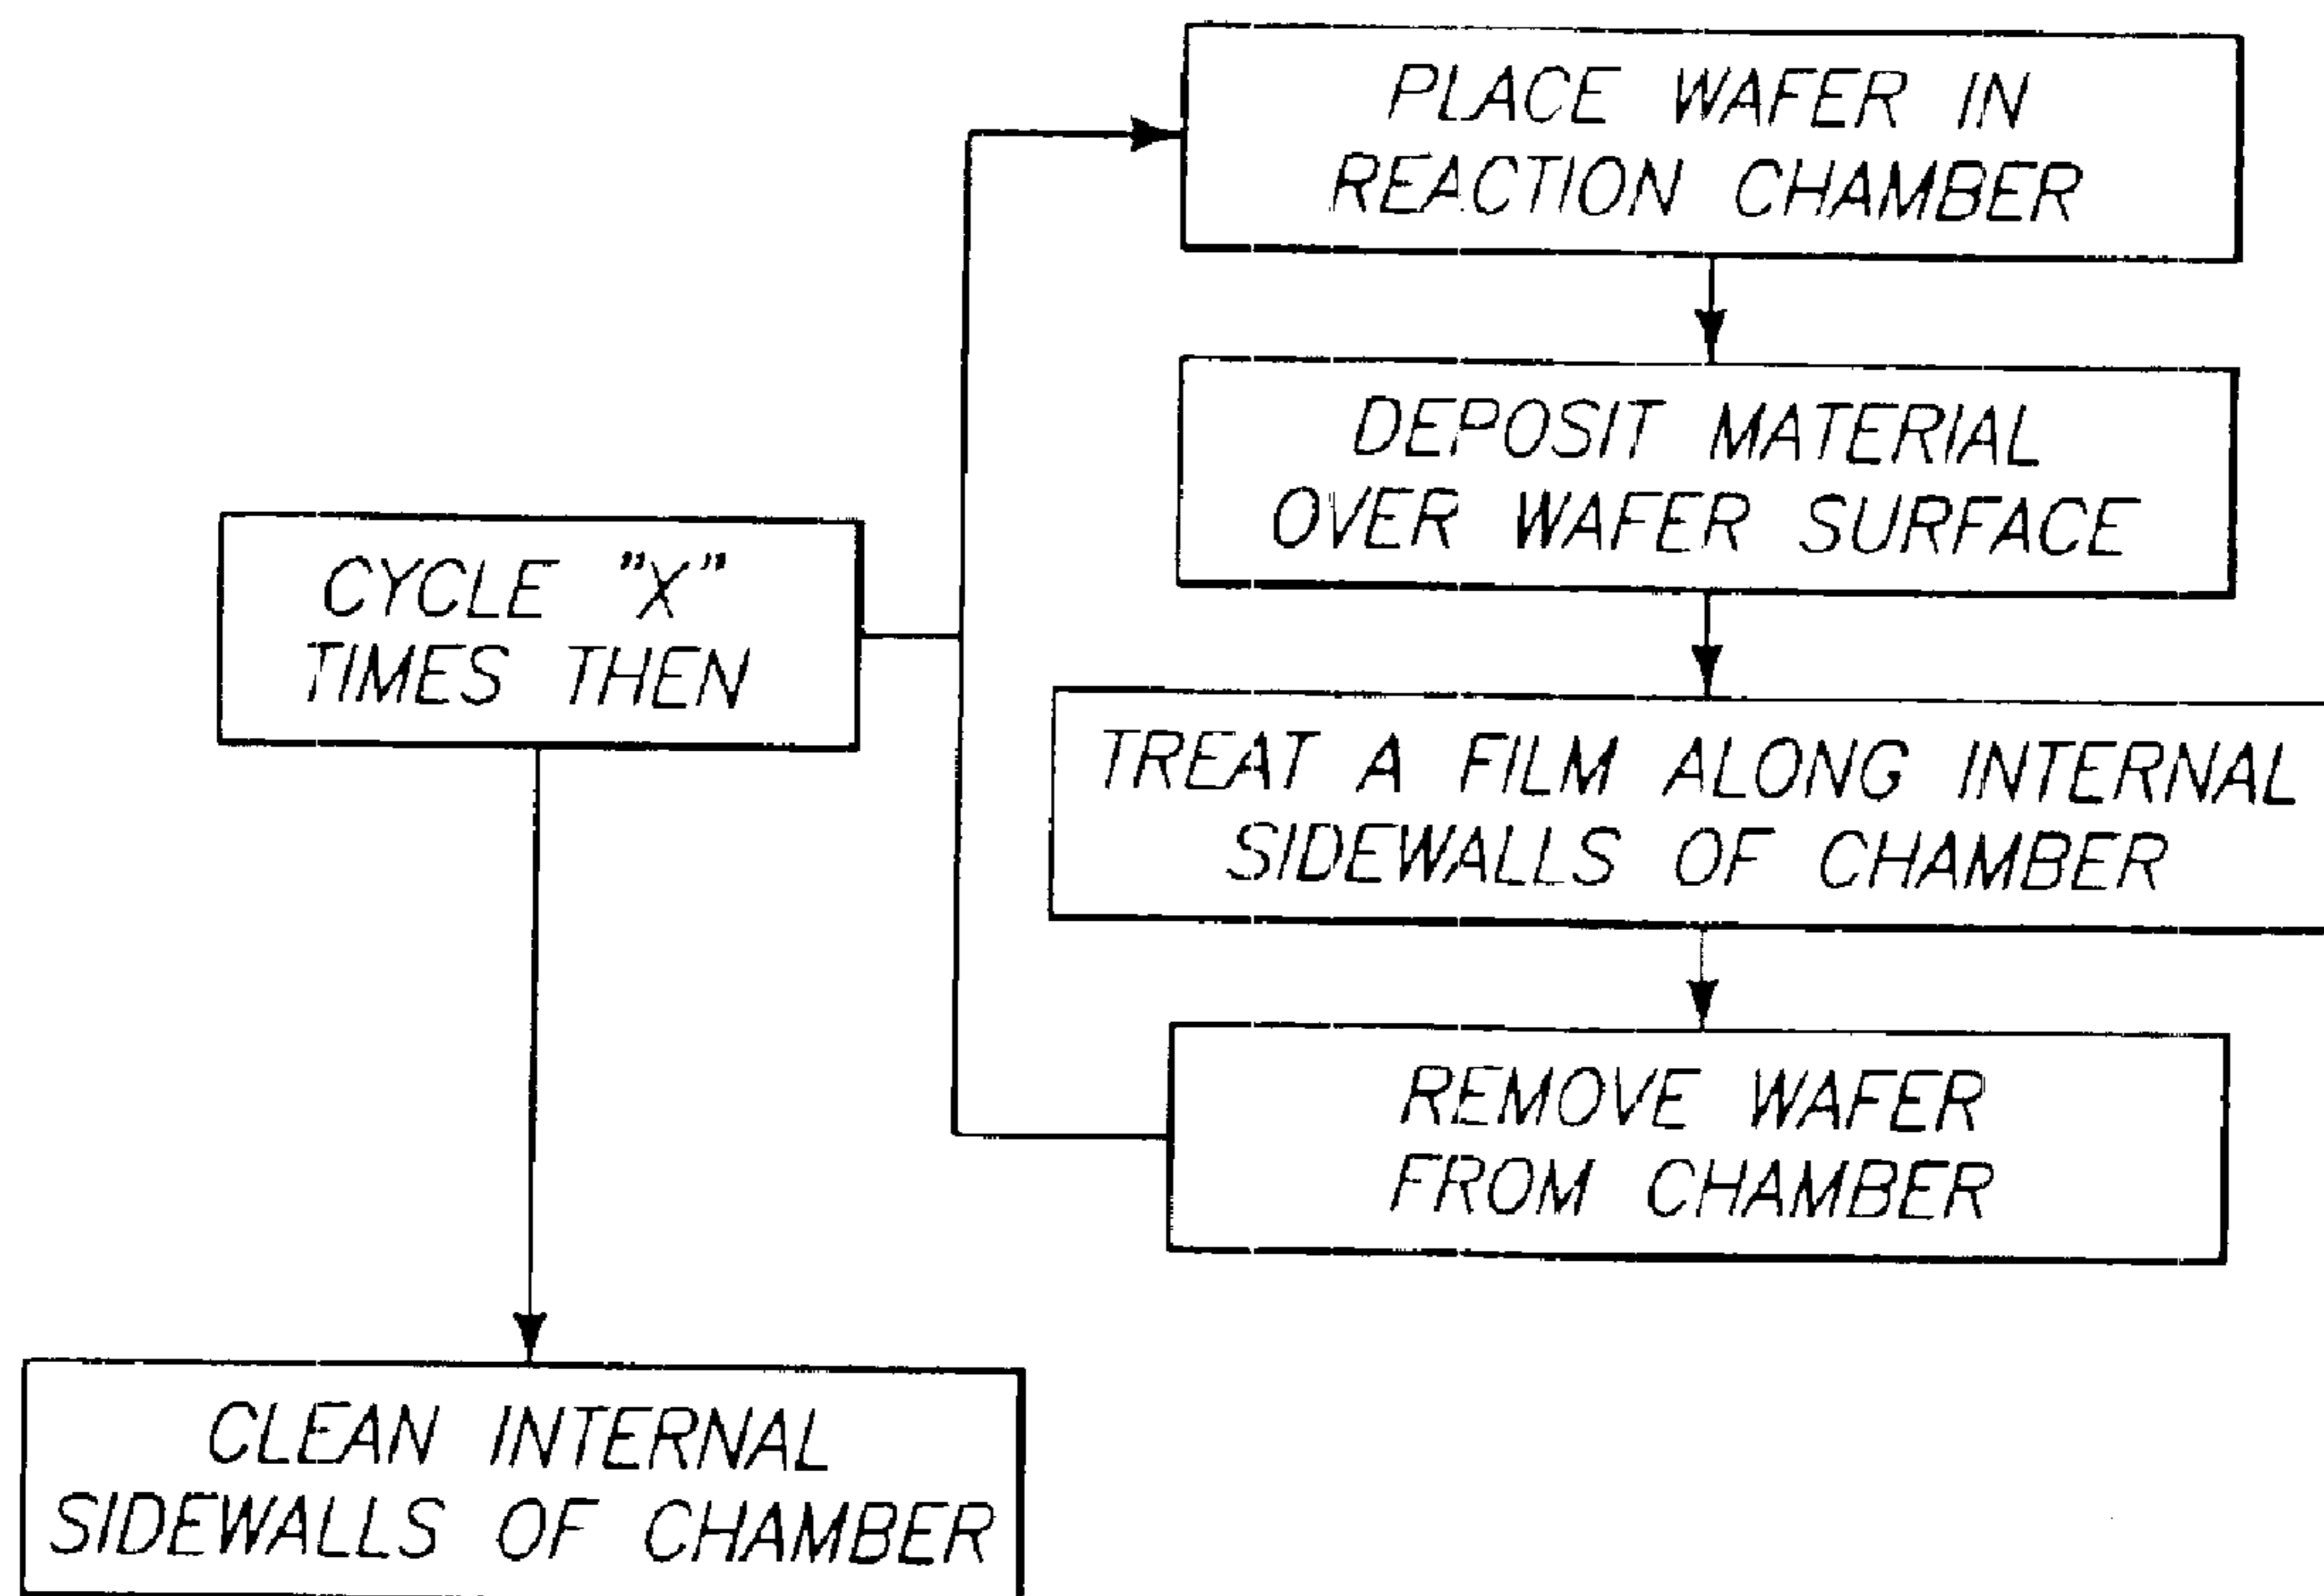 PLACE WAFER IN
REACTION CHAMBER
DEPOSIT MATERIAL
OVER WAFER SURFACE
CYCLE "X"
TIMES THEN
TREAT A FILM ALONG INTERNAL
SIDEWALLS OF CHAMBER
REMOVE WAFER
FROM CHAMBER
CLEAN INTERNAL
SIDEWALLS OF CHAMBER